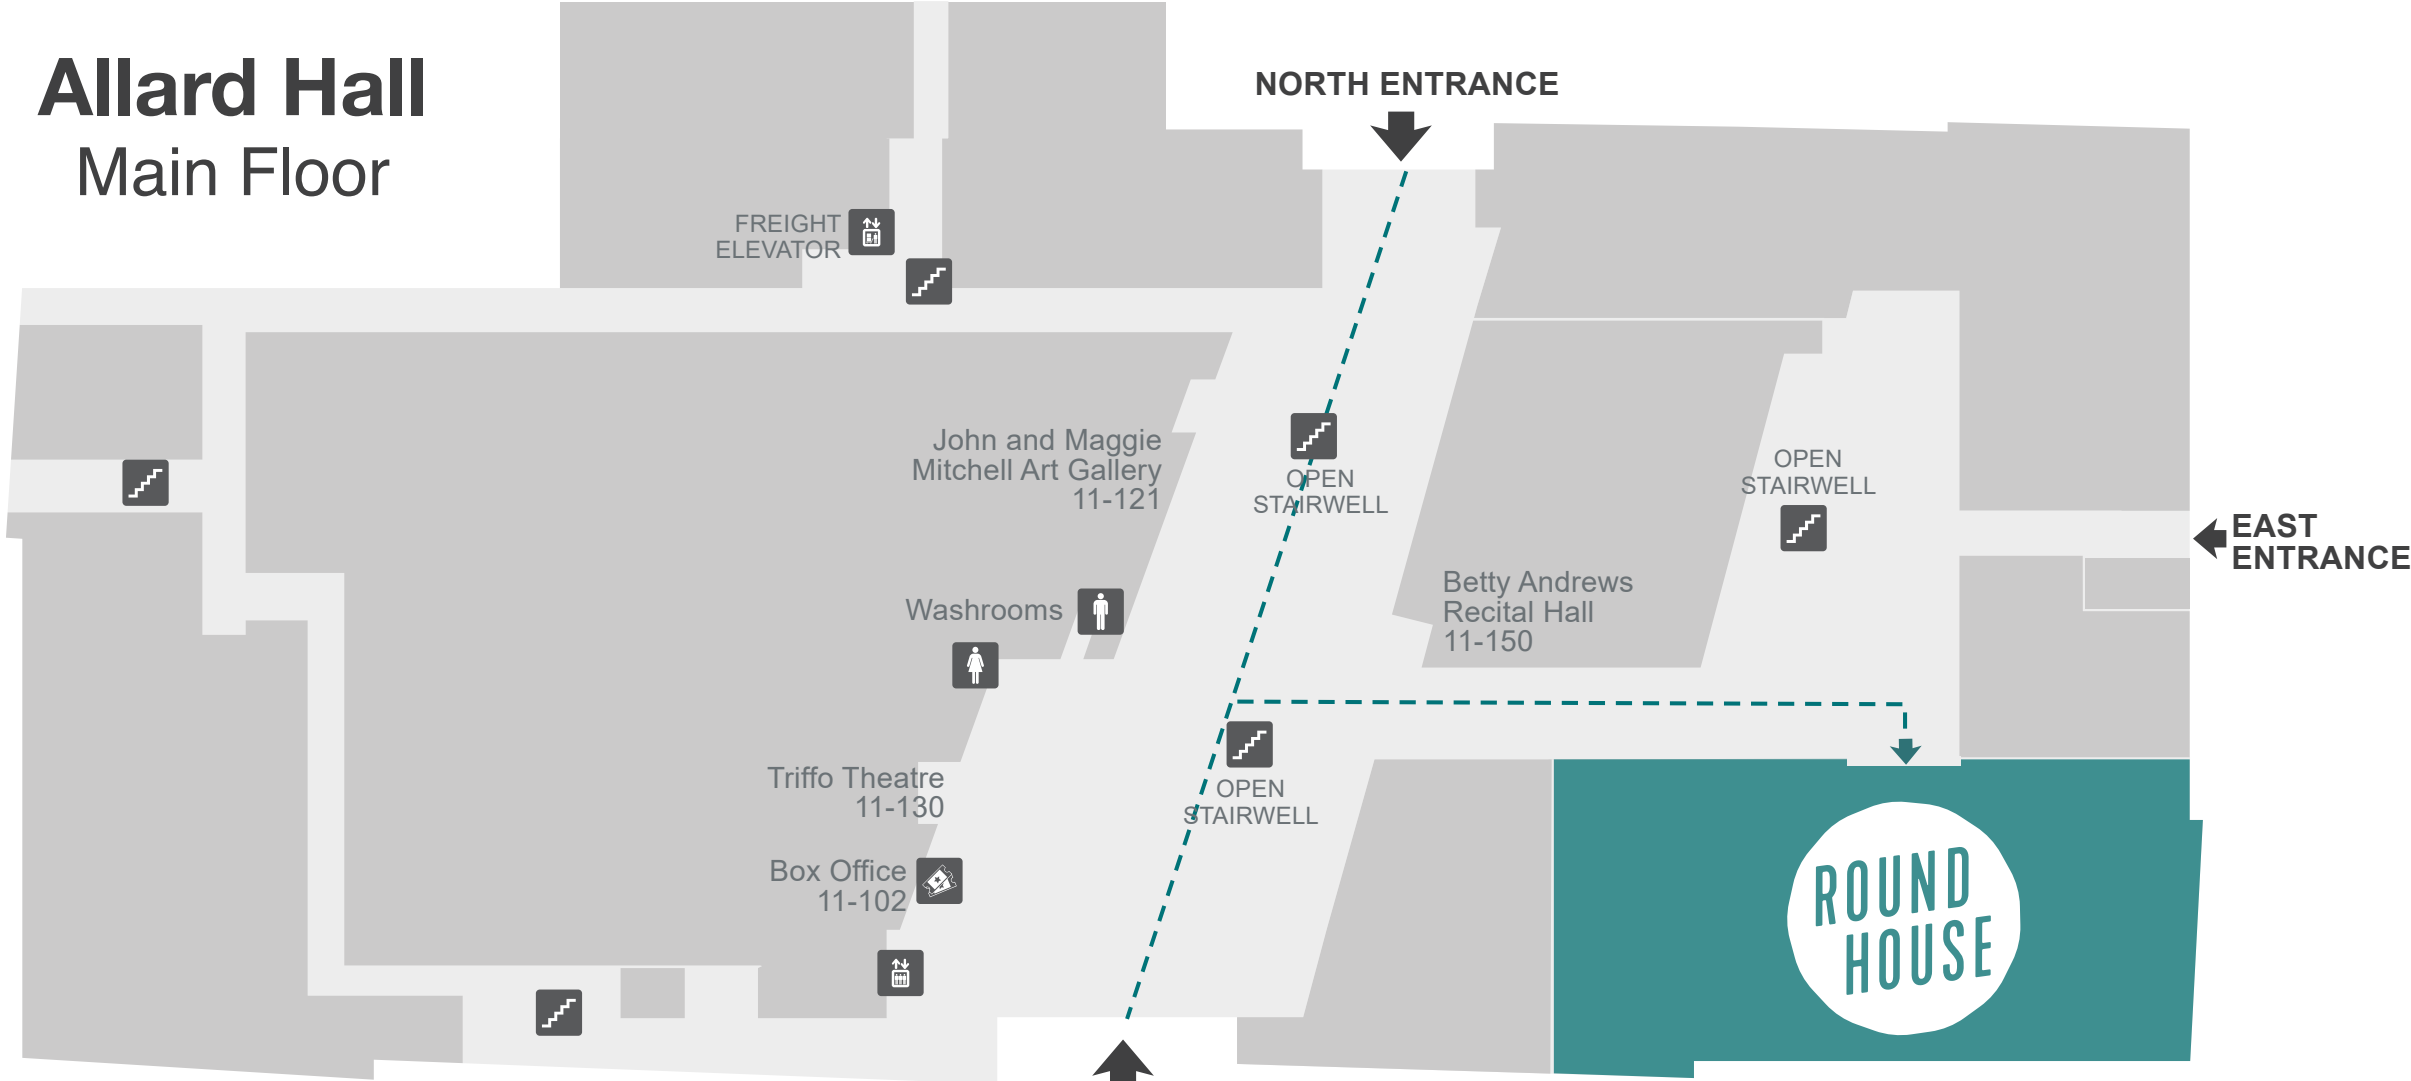 Allard Hall
Main Floor
NORTH ENTRANCE
FREIGHT
ELEVATOR
John and Maggie
Mitchell Art Gallery
11-121
OPEN
STAIRWELL
OPEN
STAIRWELL
EAST
ENTRANCE
Washrooms
Betty Andrews
Recital Hall
11-150
Triffo Theatre
11-130
OPEN
STAIRWELL
Box Office
11-102
ROUND
HOUSE